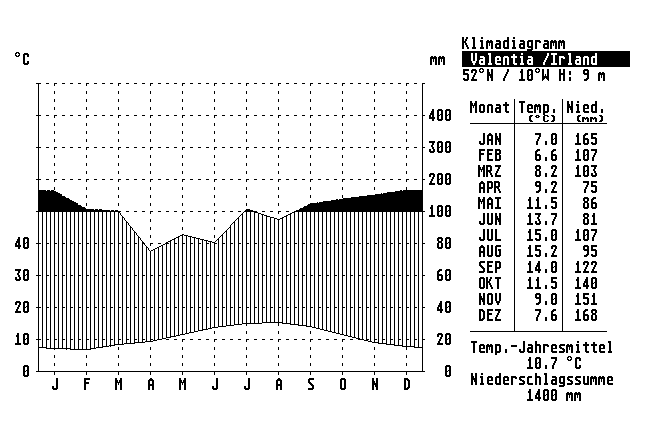 Klimadiagramm
Valentia /Irland
52°N / 10°W H: 9 m
°C
mm
400
300
200
100
40 80
30 60
20 40
10 20
0 0
J F M A M J J A S O N D
Monat Temp. Nied.
(°C) (mm)
JAN 7.0 165
FEB 6.6 107
MRZ 8.2 103
APR 9.2 75
MAI 11.5 86
JUN 13.7 81
JUL 15.0 107
AUG 15.2 95
SEP 14.0 122
OKT 11.5 140
NOV 9.0 151
DEZ 7.6 168
Temp.-Jahresmittel
10.7 °C
Niederschlagssumme
1400 mm